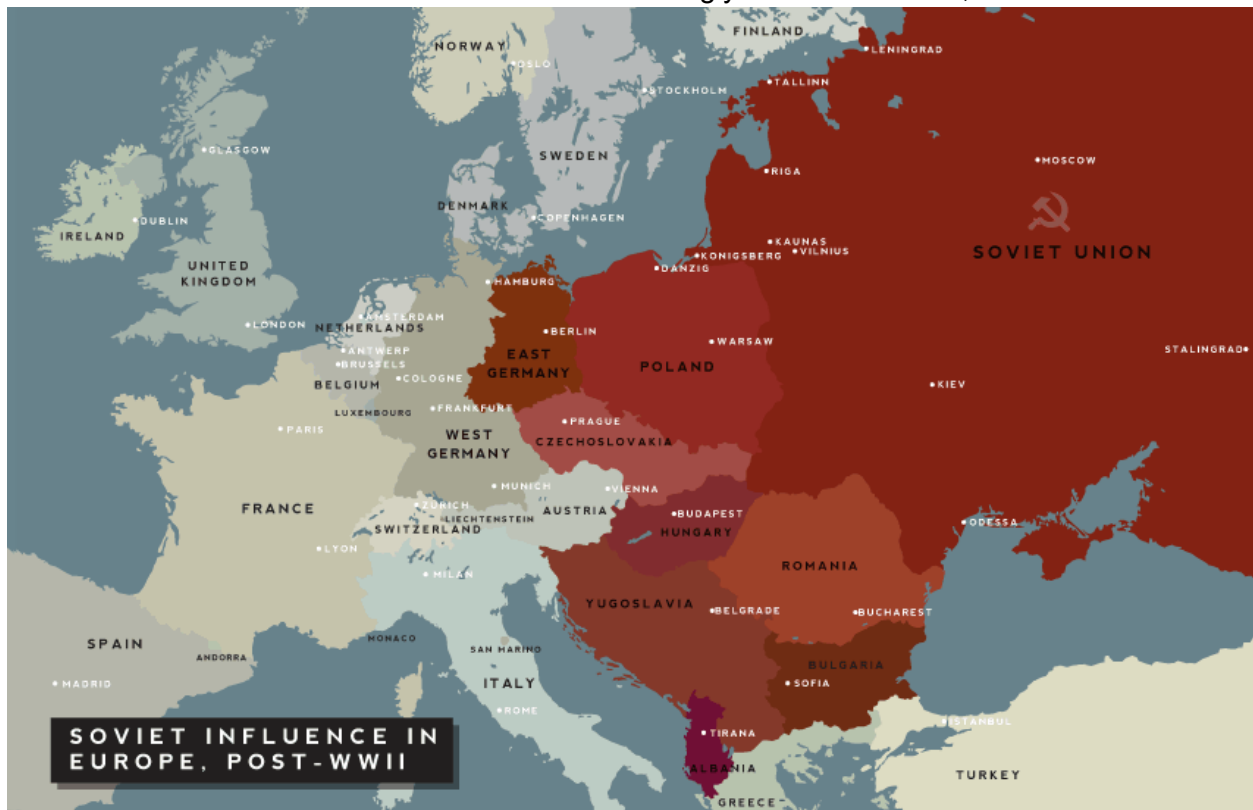 NORWAY
OSLO
FINLAND
LENINGRAD
STOCKHOLM
TALLINN
GLASGOW
SWEDEN
MOSCOW
RIGA
DENMARK
COPENHAGEN
DUBLIN
IRELAND
KAUNAS
VILNIUS
SOVIET UNION
KONIGSBERG
DANZIG
UNITED
KINGDOM
HAMBURG
LONDON
AMSTERDAM
NETHERLANDS
BERLIN
WARSAW
STALINGRAD
ANTWERP
BRUSSELS
BELGIUM
COLOGNE
EAST
GERMANY
POLAND
KIEV
LUXEMBOURG
FRANKFURT
PARIS
PRAGUE
CZECHOSLOVAKIA
WEST
GERMANY
MUNICH
VIENNA
FRANCE
ZURICH
LIECHTENSTEIN
SWITZERLAND
AUSTRIA
BUDAPEST
HUNGARY
ODESSA
LYON
MILAN
ROMANIA
YUGOSLAVIA
BELGRADE
BUCHAREST
SPAIN
ANDORRA
MONACO
SAN MARINO
BULGARIA
MADRID
ITALY
SOFIA
ROME
ISTANBUL
TIRANA
SOVIET INFLUENCE IN
EUROPE, POST-WWII
ALBANIA
TURKEY
GREECE